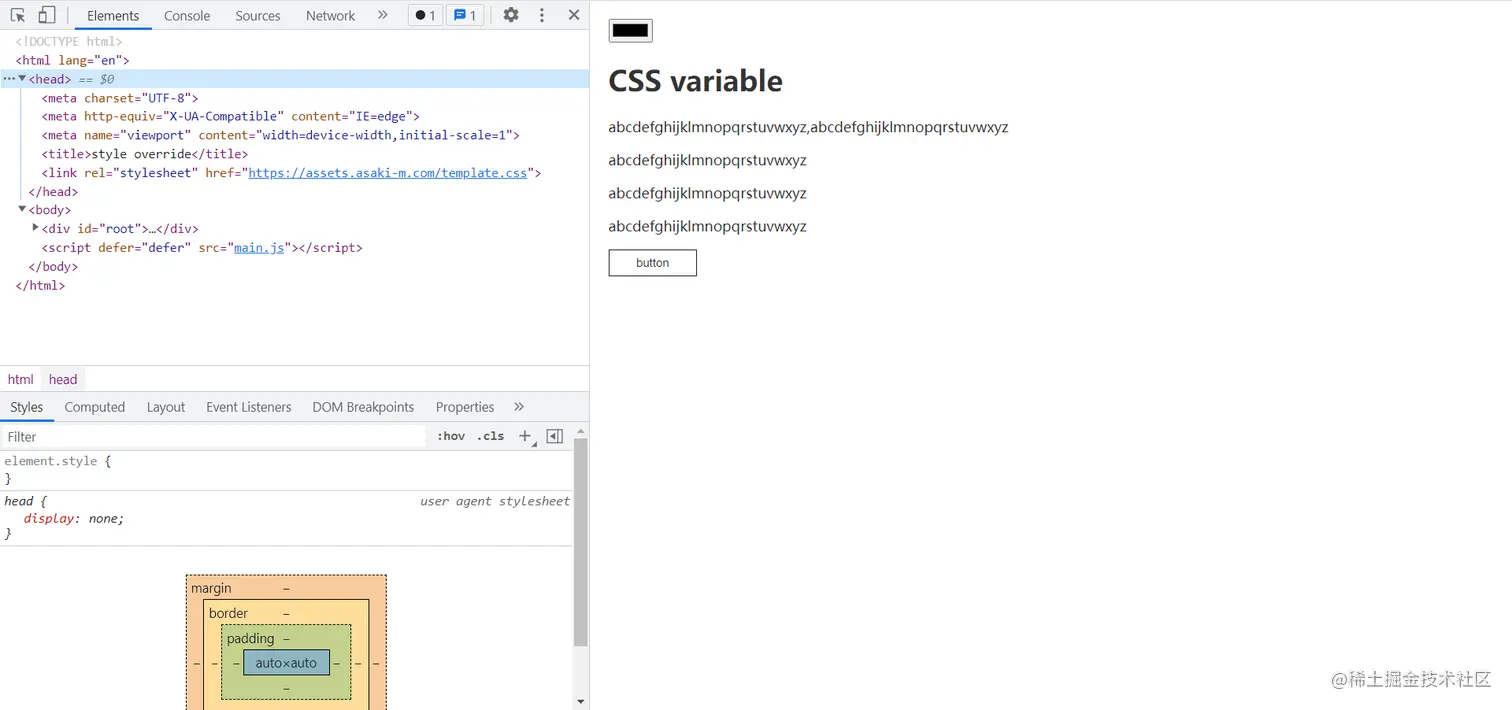 Elements Console Sources Network » 1 1
<!DOCTYPE html>
<html lang="en">
••• ▼<head> == $0
<meta charset="UTF-8">
<meta http-equiv="X-UA-Compatible" content="IE=edge">
<meta name="viewport" content="width=device-width,initial-scale=1">
<title>style override</title>
<link rel="stylesheet" href="https://assets.asaki-m.com/template.css">
</head>
▼<body>
▶<div id="root">…</div>
<script defer="defer" src="main.js"></script>
</body>
</html>
html head
Styles Computed Layout Event Listeners DOM Breakpoints Properties »
Filter :hov .cls +
element.style {
}
head { user agent stylesheet
display: none;
}
margin –
border –
padding –
– – – auto×auto – – –
–
CSS variable
abcdefghijklmnopqrstuvwxyz,abcdefghijklmnopqrstuvwxyz
abcdefghijklmnopqrstuvwxyz
abcdefghijklmnopqrstuvwxyz
abcdefghijklmnopqrstuvwxyz
button
@稀土掘金技术社区